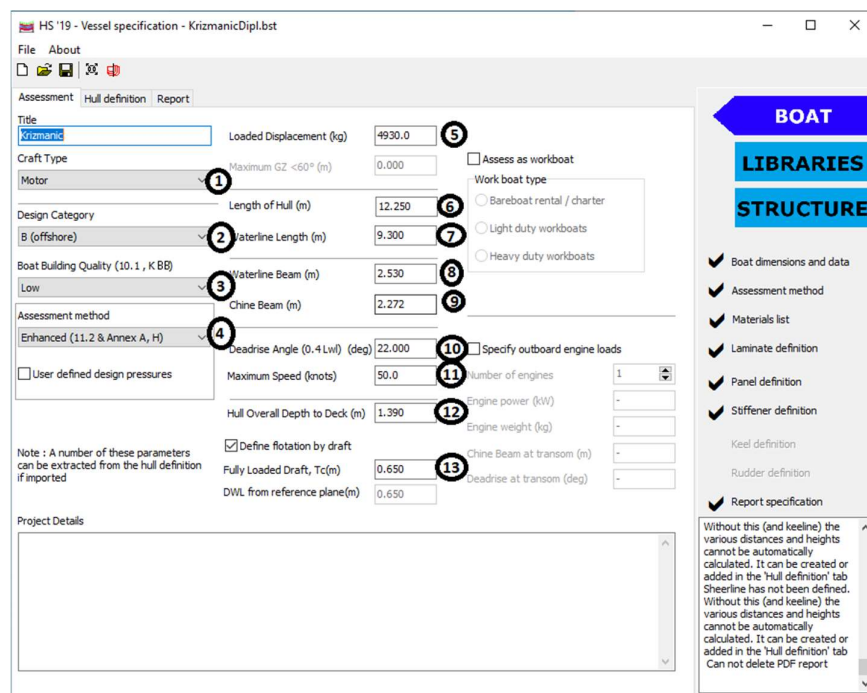 HS '19 - Vessel specification - KrizmanicDipl.bst
File About
Assessment Hull definition Report
Title
Krizmanic
Craft Type
Motor
1
Design Category
B (offshore)
2
Boat Building Quality (10.1 , K BB)
Low
3
Assessment method
Enhanced (11.2 & Annex A, H)
4
User defined design pressures
Note : A number of these parameters
can be extracted from the hull definition
if imported
Loaded Displacement (kg) 4930.0 5
Maximum GZ <60° (m) 0.000
Length of Hull (m) 12.250 6
Waterline Length (m) 9.300 7
Waterline Beam (m) 2.530 8
Chine Beam (m) 2.272 9
Deadrise Angle (0.4 Lwl) (deg) 22.000 10
Maximum Speed (knots) 50.0 11
Hull Overall Depth to Deck (m) 1.390 12
Define flotation by draft
Fully Loaded Draft, Tc(m) 0.650 13
DWL from reference plane(m) 0.650
Assess as workboat
Work boat type
Bareboat rental / charter
Light duty workboats
Heavy duty workboats
Specify outboard engine loads
Number of engines 1
Engine power (kW) -
Engine weight (kg) -
Chine Beam at transom (m) -
Deadrise at transom (deg) -
Project Details
BOAT
LIBRARIES
STRUCTURE
Boat dimensions and data
Assessment method
Materials list
Laminate definition
Panel definition
Stiffener definition
Keel definition
Rudder definition
Report specification
Without this (and keeline) the
various distances and heights
cannot be automatically
calculated. It can be created or
added in the 'Hull definition' tab
Sheerline has not been defined.
Without this (and keeline) the
various distances and heights
cannot be automatically
calculated. It can be created or
added in the 'Hull definition' tab
Can not delete PDF report